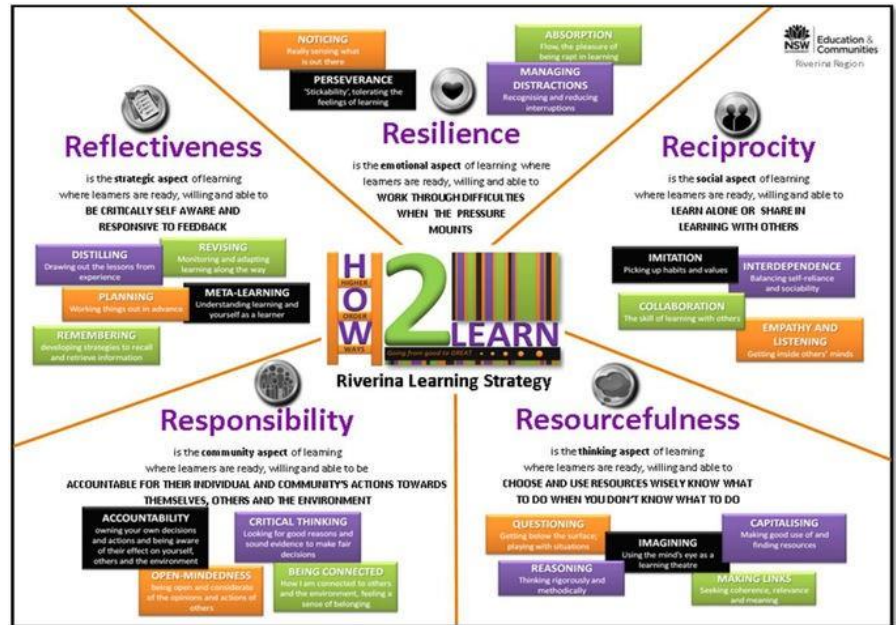 NOTICING
Really sensing what
is out there
PERSEVERANCE
'Stickability', tolerating the
feelings of learning
ABSORPTION
Flow, the pleasure of
being rapt in learning
MANAGING
DISTRACTIONS
Recognising and reducing
interruptions
NSW
Education &
Communities
Riverina Region
Reflectiveness
is the strategic aspect of learning
where learners are ready, willing and able to
BE CRITICALLY SELF AWARE AND
RESPONSIVE TO FEEDBACK
DISTILLING
Drawing out the lessons from
experience
REVISING
Monitoring and adapting
learning along the way
PLANNING
Working things out in advance
META-LEARNING
Understanding learning and
yourself as a learner
REMEMBERING
developing strategies to recall
and retrieve information
Resilience
is the emotional aspect of learning where
learners are ready, willing and able to
WORK THROUGH DIFFICULTIES
WHEN THE PRESSURE
MOUNTS
Reciprocity
is the social aspect of learning
where learners are ready, willing and able to
LEARN ALONE OR SHARE IN
LEARNING WITH OTHERS
IMITATION
Picking up habits and values
INTERDEPENDENCE
Balancing self-reliance
and sociability
COLLABORATION
The skill of learning with others
EMPATHY AND
LISTENING
Getting inside others' minds
HOW
HIGHER
ORDER
WAYS
2
LEARN
Going from good to GREAT
Riverina Learning Strategy
Responsibility
is the community aspect of learning
where learners are ready, willing and able to be
ACCOUNTABLE FOR THEIR INDIVIDUAL AND COMMUNITY'S ACTIONS TOWARDS
THEMSELVES, OTHERS AND THE ENVIRONMENT
ACCOUNTABILITY
owning your own decisions
and actions and being aware
of their effect on yourself,
others and the environment
CRITICAL THINKING
Looking for good reasons and
sound evidence to make fair
decisions
OPEN-MINDEDNESS
being open and considerate
of the opinions and actions of
others
BEING CONNECTED
How I am connected to others
and the environment, feeling a
sense of belonging
Resourcefulness
is the thinking aspect of learning
where learners are ready, willing and able to
CHOOSE AND USE RESOURCES WISELY KNOW WHAT
TO DO WHEN YOU DON'T KNOW WHAT TO DO
QUESTIONING
Getting below the surface;
playing with situations
IMAGINING
Using the mind's eye as a
learning theatre
CAPITALISING
Making good use of and
finding resources
REASONING
Thinking rigorously and
methodically
MAKING LINKS
Seeking coherence, relevance
and meaning